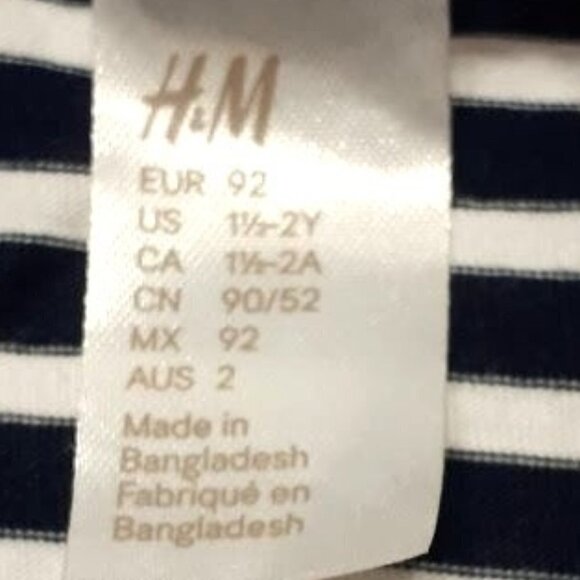 H&M
EUR 92
US 1½-2Y
CA 1½-2A
CN 90/52
MX 92
AUS 2
Made in
Bangladesh
Fabriqué en
Bangladesh